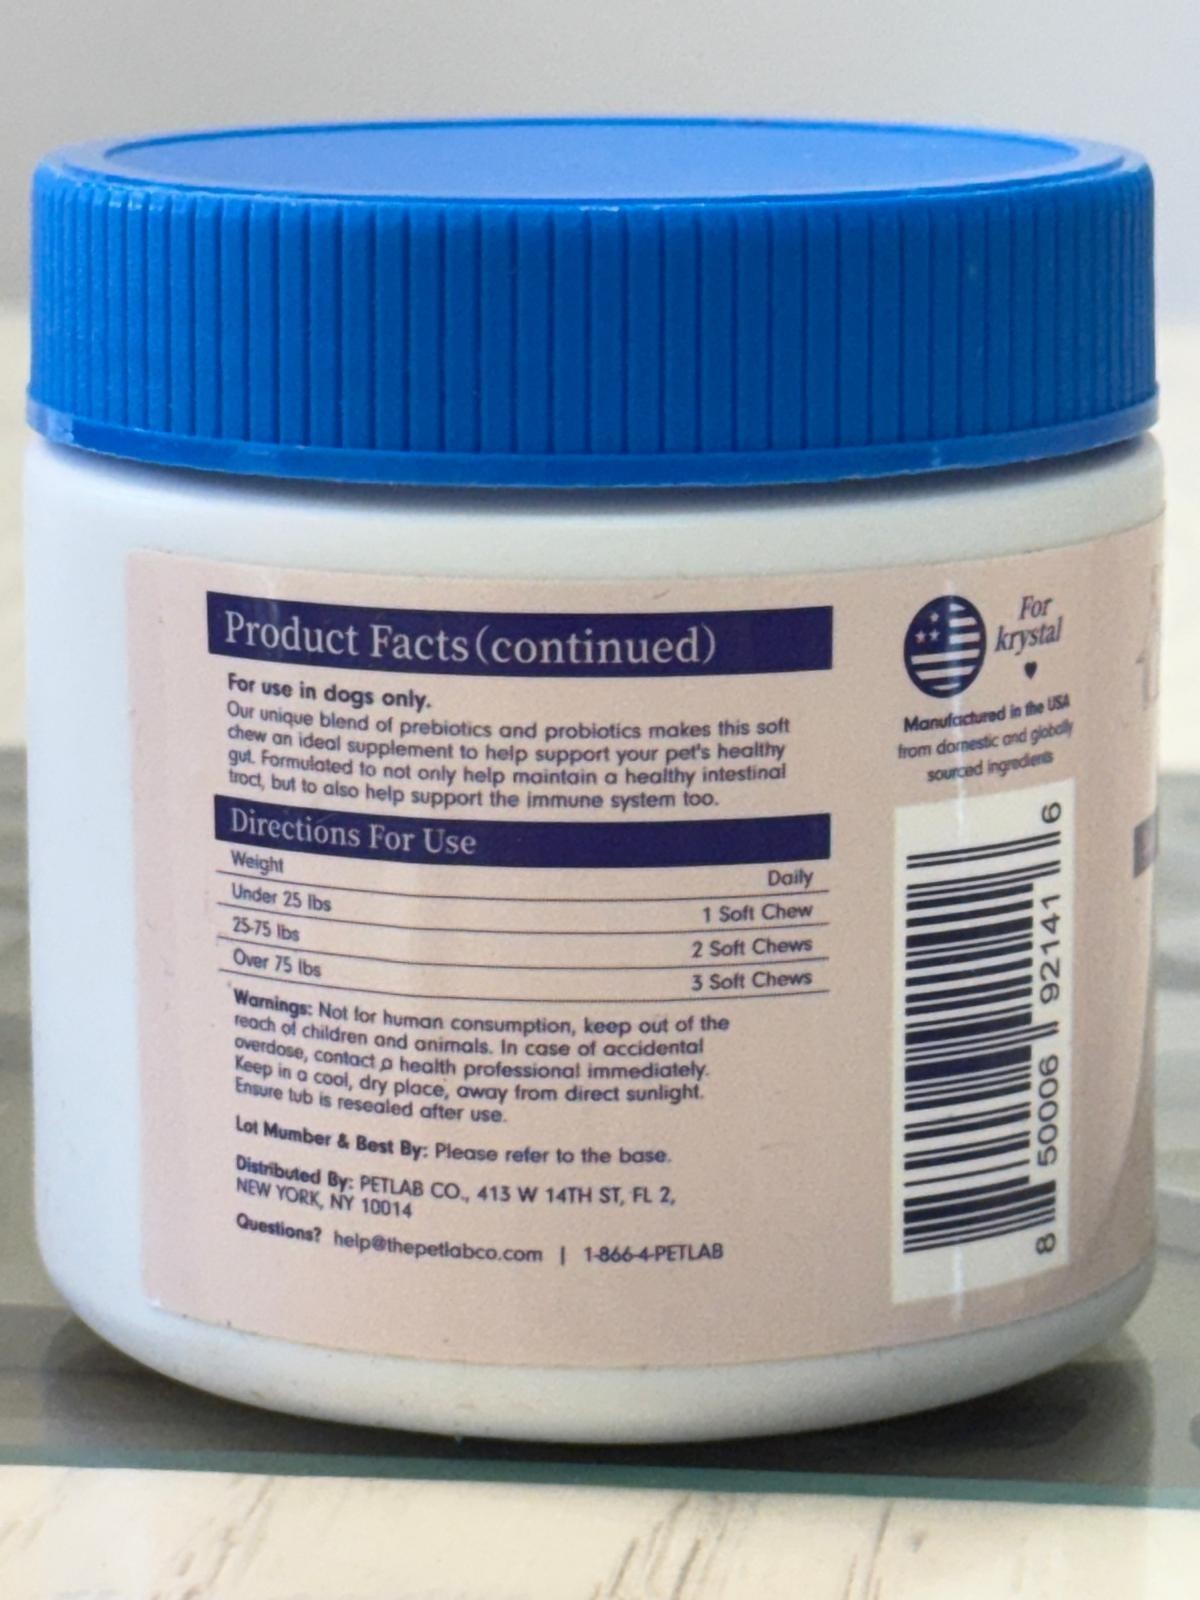 Product Facts (continued)
For use in dogs only.
Our unique blend of prebiotics and probiotics makes this soft
chew an ideal supplement to help support your pet's healthy
gut. Formulated to not only help maintain a healthy intestinal
troct, but to also help support the immune system too.
Directions For Use
Weight Daily
Under 25 lbs 1 Soft Chew
25-75 lbs 2 Soft Chews
Over 75 lbs 3 Soft Chews
Warnings: Not for human consumption, keep out of the
reach of children and animals. In case of accidental
overdose, contact a health professional immediately.
Keep in a cool, dry place, away from direct sunlight.
Ensure tub is resealed after use.
Lot Mumber & Best By: Please refer to the base.
Distributed By: PETLAB CO., 413 W 14TH ST, FL 2,
NEW YORK, NY 10014
Questions? help@thepetlabco.com | 1-866-4-PETLAB
For
krystal
Manufactured in the USA
from domestic and globally
sourced ingredients
8 50006 92141 6